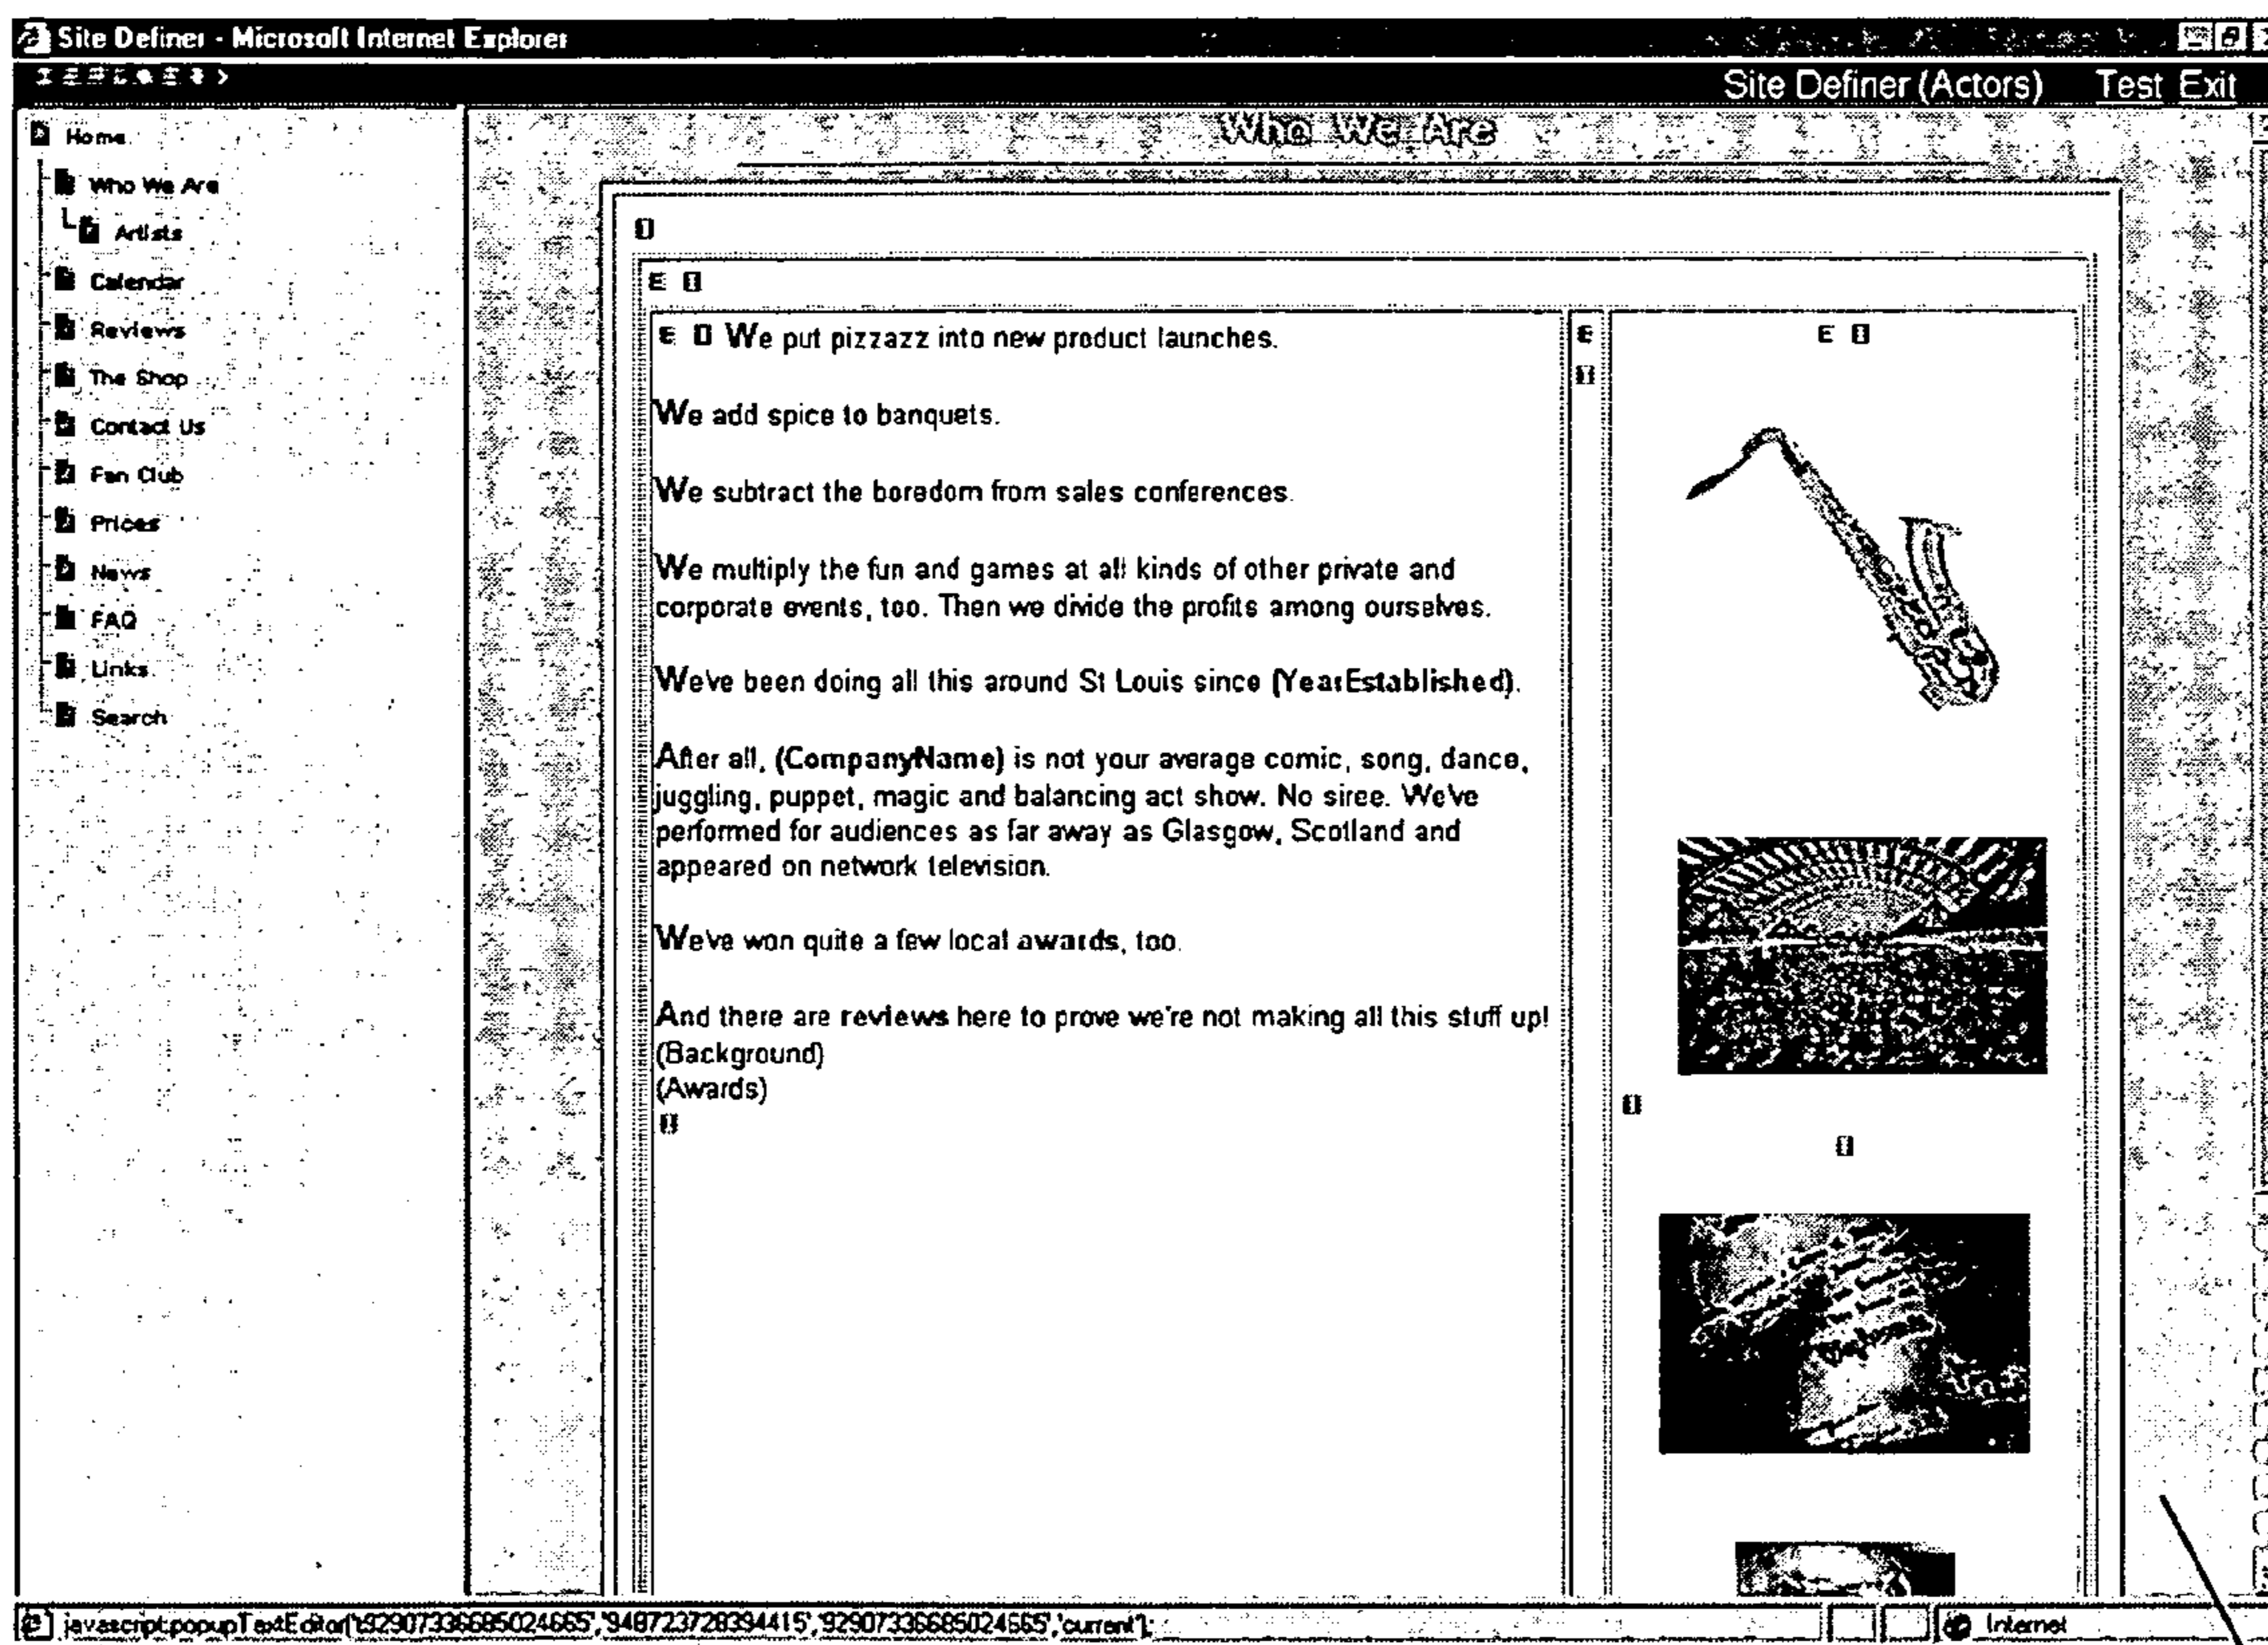 Site Definer - Microsoft Internet Explorer
Site Definer (Actors) Test Exit
Home
Who We Are
Artists
Calendar
Reviews
The Shop
Contact Us
Fan Club
Prices
News
FAQ
Links
Search
Who We Are
E
E We put pizzazz into new product launches.
We add spice to banquets.
We subtract the boredom from sales conferences.
We multiply the fun and games at all kinds of other private and
corporate events, too. Then we divide the profits among ourselves.
We've been doing all this around St Louis since (YearEstablished).
After all, (CompanyName) is not your average comic, song, dance,
juggling, puppet, magic and balancing act show. No siree. We've
performed for audiences as far away as Glasgow, Scotland and
appeared on network television.
We've won quite a few local awards, too.
And there are reviews here to prove we're not making all this stuff up!
(Background)
(Awards)
E
E
javascript:popupTextEditor('t929073366685024665','948723728394415','929073366685024665','current');
Internet